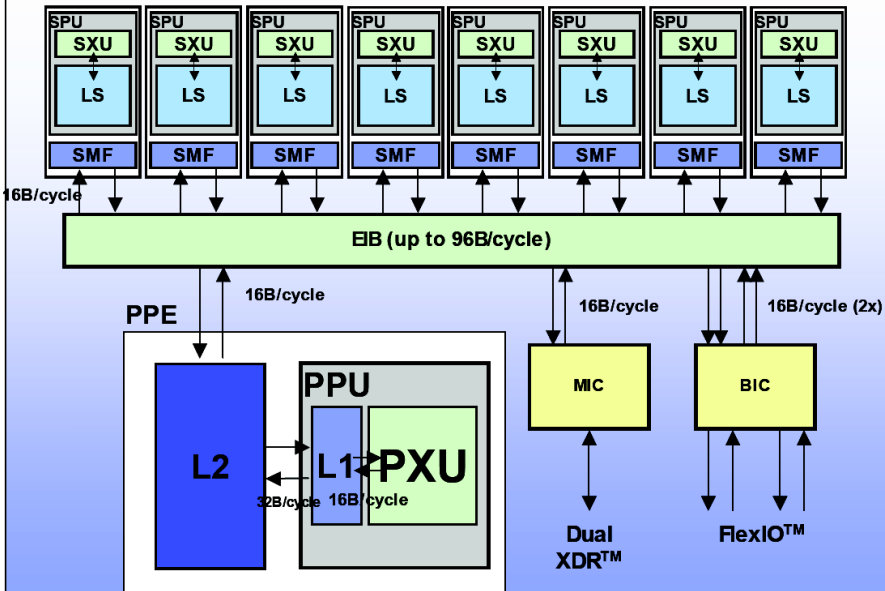 SPU SPU SPU SPU SPU SPU SPU SPU
SXU SXU SXU SXU SXU SXU SXU SXU
LS LS LS LS LS LS LS LS
SMF SMF SMF SMF SMF SMF SMF SMF
16B/cycle
EIB (up to 96B/cycle)
16B/cycle 16B/cycle 16B/cycle (2x)
PPE
PPU
MIC BIC
L2 L1 PXU
32B/cycle 16B/cycle
Dual FlexIO™
XDR™